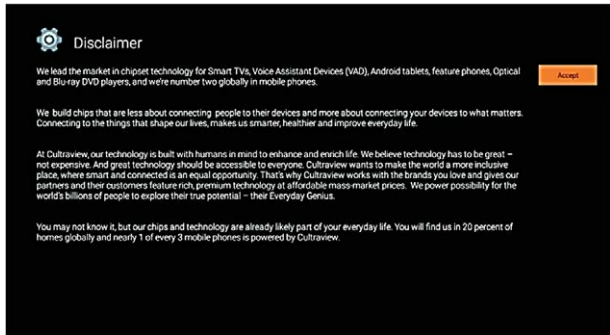 Disclaimer
We lead the market in chipset technology for Smart TVs, Voice Assistant Devices (VAD), Android tablets, feature phones, Optical
and Blu-ray DVD players, and we're number two globally in mobile phones.
Accept
We build chips that are less about connecting people to their devices and more about connecting your devices to what matters.
Connecting to the things that shape our lives, makes us smarter, healthier and improve everyday life.
At Cultraview, our technology is built with humans in mind to enhance and enrich life. We believe technology has to be great –
not expensive. And great technology should be accessible to everyone. Cultraview wants to make the world a more inclusive
place, where smart and connected is an equal opportunity. That's why Cultraview works with the brands you love and gives our
partners and their customers feature rich, premium technology at affordable mass-market prices. We power possibility for the
world's billions of people to explore their true potential – their Everyday Genius.
You may not know it, but our chips and technology are already likely part of your everyday life. You will find us in 20 percent of
homes globally and nearly 1 of every 3 mobile phones is powered by Cultraview.